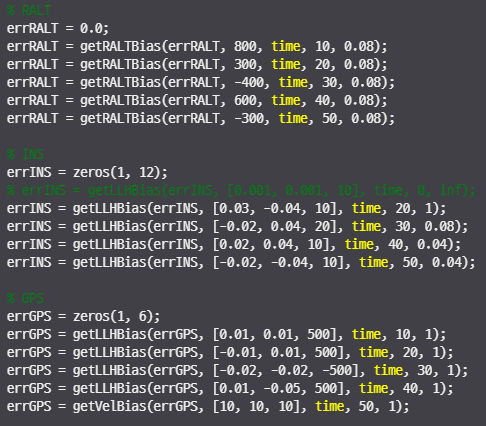 % RALT
errRALT = 0.0;
errRALT = getRALTBias(errRALT, 800, time, 10, 0.08);
errRALT = getRALTBias(errRALT, 300, time, 20, 0.08);
errRALT = getRALTBias(errRALT, -400, time, 30, 0.08);
errRALT = getRALTBias(errRALT, 600, time, 40, 0.08);
errRALT = getRALTBias(errRALT, -300, time, 50, 0.08);
% INS
errINS = zeros(1, 12);
% errINS = getLLHBias(errINS, [0.001, 0.001, 10], time, 0, inf);
errINS = getLLHBias(errINS, [0.03, -0.04, 10], time, 20, 1);
errINS = getLLHBias(errINS, [-0.02, 0.04, 20], time, 30, 0.08);
errINS = getLLHBias(errINS, [0.02, 0.04, 10], time, 40, 0.04);
errINS = getLLHBias(errINS, [-0.02, -0.04, 10], time, 50, 0.04);
% GPS
errGPS = zeros(1, 6);
errGPS = getLLHBias(errGPS, [0.01, 0.01, 500], time, 10, 1);
errGPS = getLLHBias(errGPS, [-0.01, 0.01, 500], time, 20, 1);
errGPS = getLLHBias(errGPS, [-0.02, -0.02, -500], time, 30, 1);
errGPS = getLLHBias(errGPS, [0.01, -0.05, 500], time, 40, 1);
errGPS = getVelBias(errGPS, [10, 10, 10], time, 50, 1);